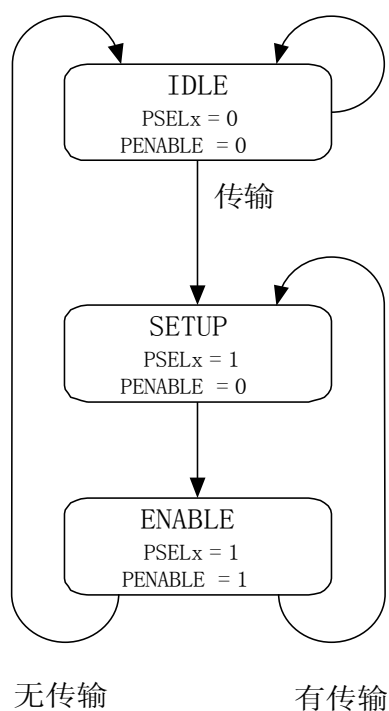 IDLE
PSELx = 0
PENABLE = 0
传输
SETUP
PSELx = 1
PENABLE = 0
ENABLE
PSELx = 1
PENABLE = 1
无传输
有传输